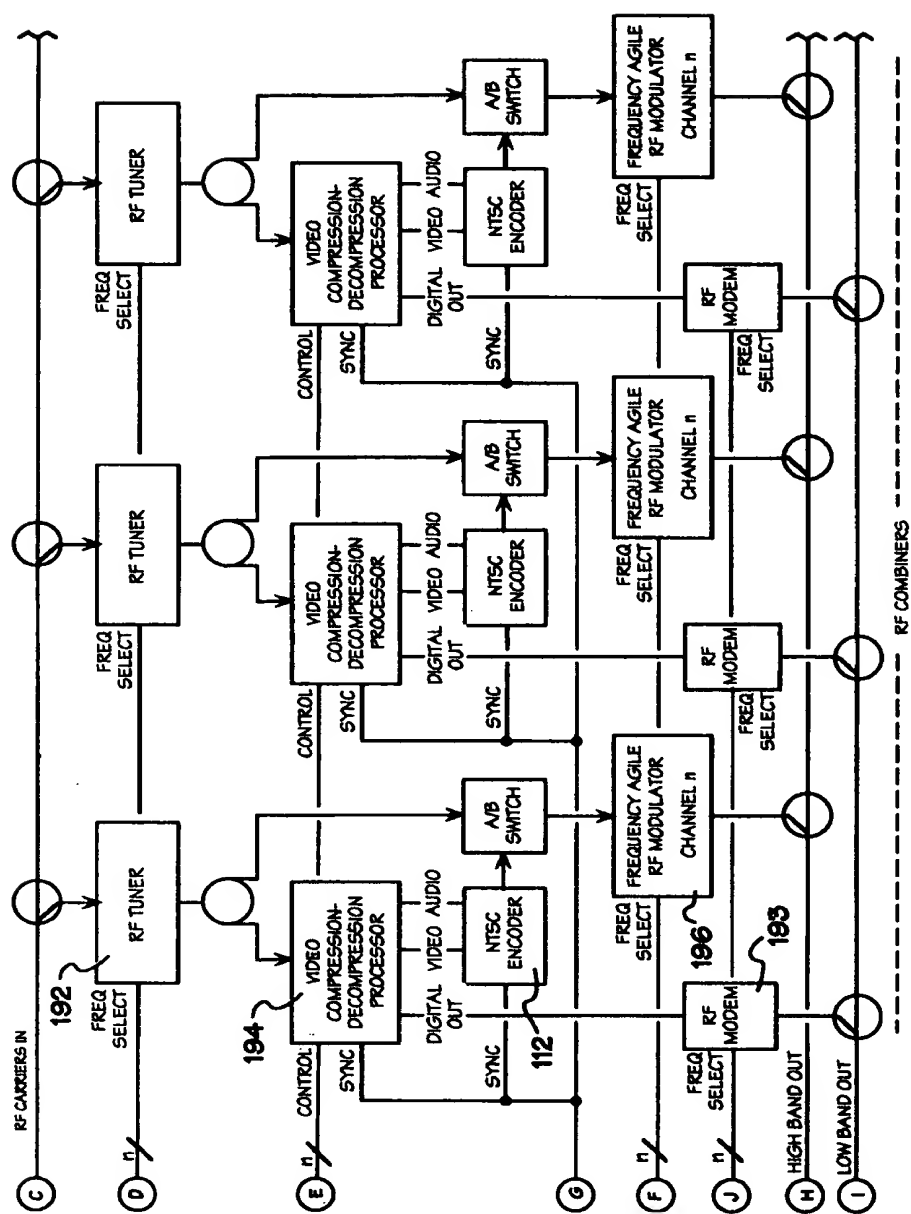 C
RF CARRIERS IN
D
n
FREQ
SELECT
192
RF TUNER
FREQ
SELECT
RF TUNER
FREQ
SELECT
RF TUNER
E
n
CONTROL
SYNC
194
VIDEO
COMPRESSION-
DECOMPRESSION
PROCESSOR
CONTROL
SYNC
VIDEO
COMPRESSION-
DECOMPRESSION
PROCESSOR
CONTROL
SYNC
VIDEO
COMPRESSION-
DECOMPRESSION
PROCESSOR
DIGITAL
OUT
VIDEO
AUDIO
DIGITAL
OUT
VIDEO
AUDIO
DIGITAL
OUT
VIDEO
AUDIO
SYNC
112
NTSC
ENCODER
A/B
SWITCH
SYNC
NTSC
ENCODER
A/B
SWITCH
SYNC
NTSC
ENCODER
A/B
SWITCH
G
F
n
FREQ
SELECT
FREQUENCY AGILE
RF MODULATOR
CHANNEL n
196
FREQ
SELECT
FREQUENCY AGILE
RF MODULATOR
CHANNEL n
FREQ
SELECT
FREQUENCY AGILE
RF MODULATOR
CHANNEL n
J
n
FREQ
SELECT
RF
MODEM
193
RF
MODEM
FREQ
SELECT
RF
MODEM
FREQ
SELECT
H
HIGH BAND OUT
I
LOW BAND OUT
RF COMBINERS